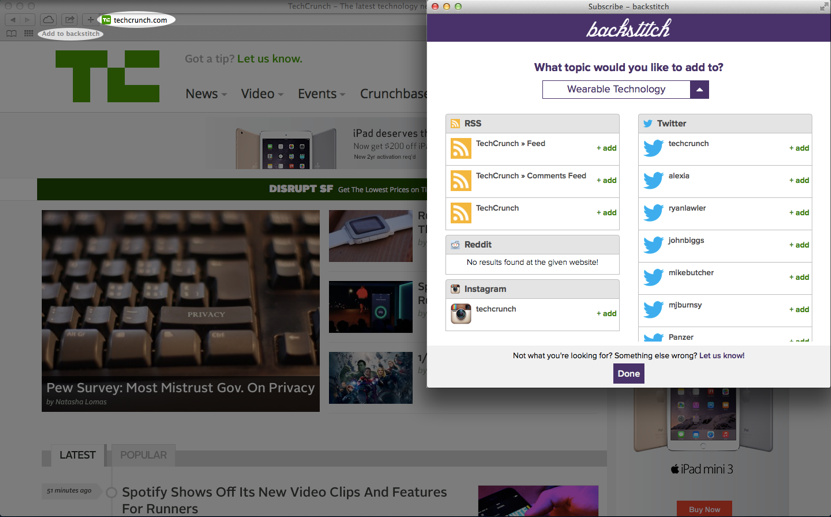 TechCrunch – The latest technology n
techcrunch.com
Add to backstitch
TC
Got a tip? Let us know.
News
Video
Events
Crunchbase
iPad deserves th
Now get $200 off iP
New 2yr activation req'd
DISRUPT SF Get The Lowest Prices on Ti
PRIVACY
Pew Survey: Most Mistrust Gov. On Privacy
by Natasha Lomas
LATEST
POPULAR
51 minutes ago
Spotify Shows Off Its New Video Clips And Features
For Runners
iPad mini 3
Buy Now
Subscribe – backstitch
backstitch
What topic would you like to add to?
Wearable Technology
RSS
TechCrunch » Feed
+ add
TechCrunch » Comments Feed
+ add
TechCrunch
+ add
Reddit
No results found at the given website!
Instagram
techcrunch
+ add
Twitter
techcrunch
+ add
alexia
+ add
ryanlawler
+ add
johnbiggs
+ add
mikebutcher
+ add
mjburnsy
+ add
Panzer
+ add
Not what you're looking for? Something else wrong? Let us know!
Done